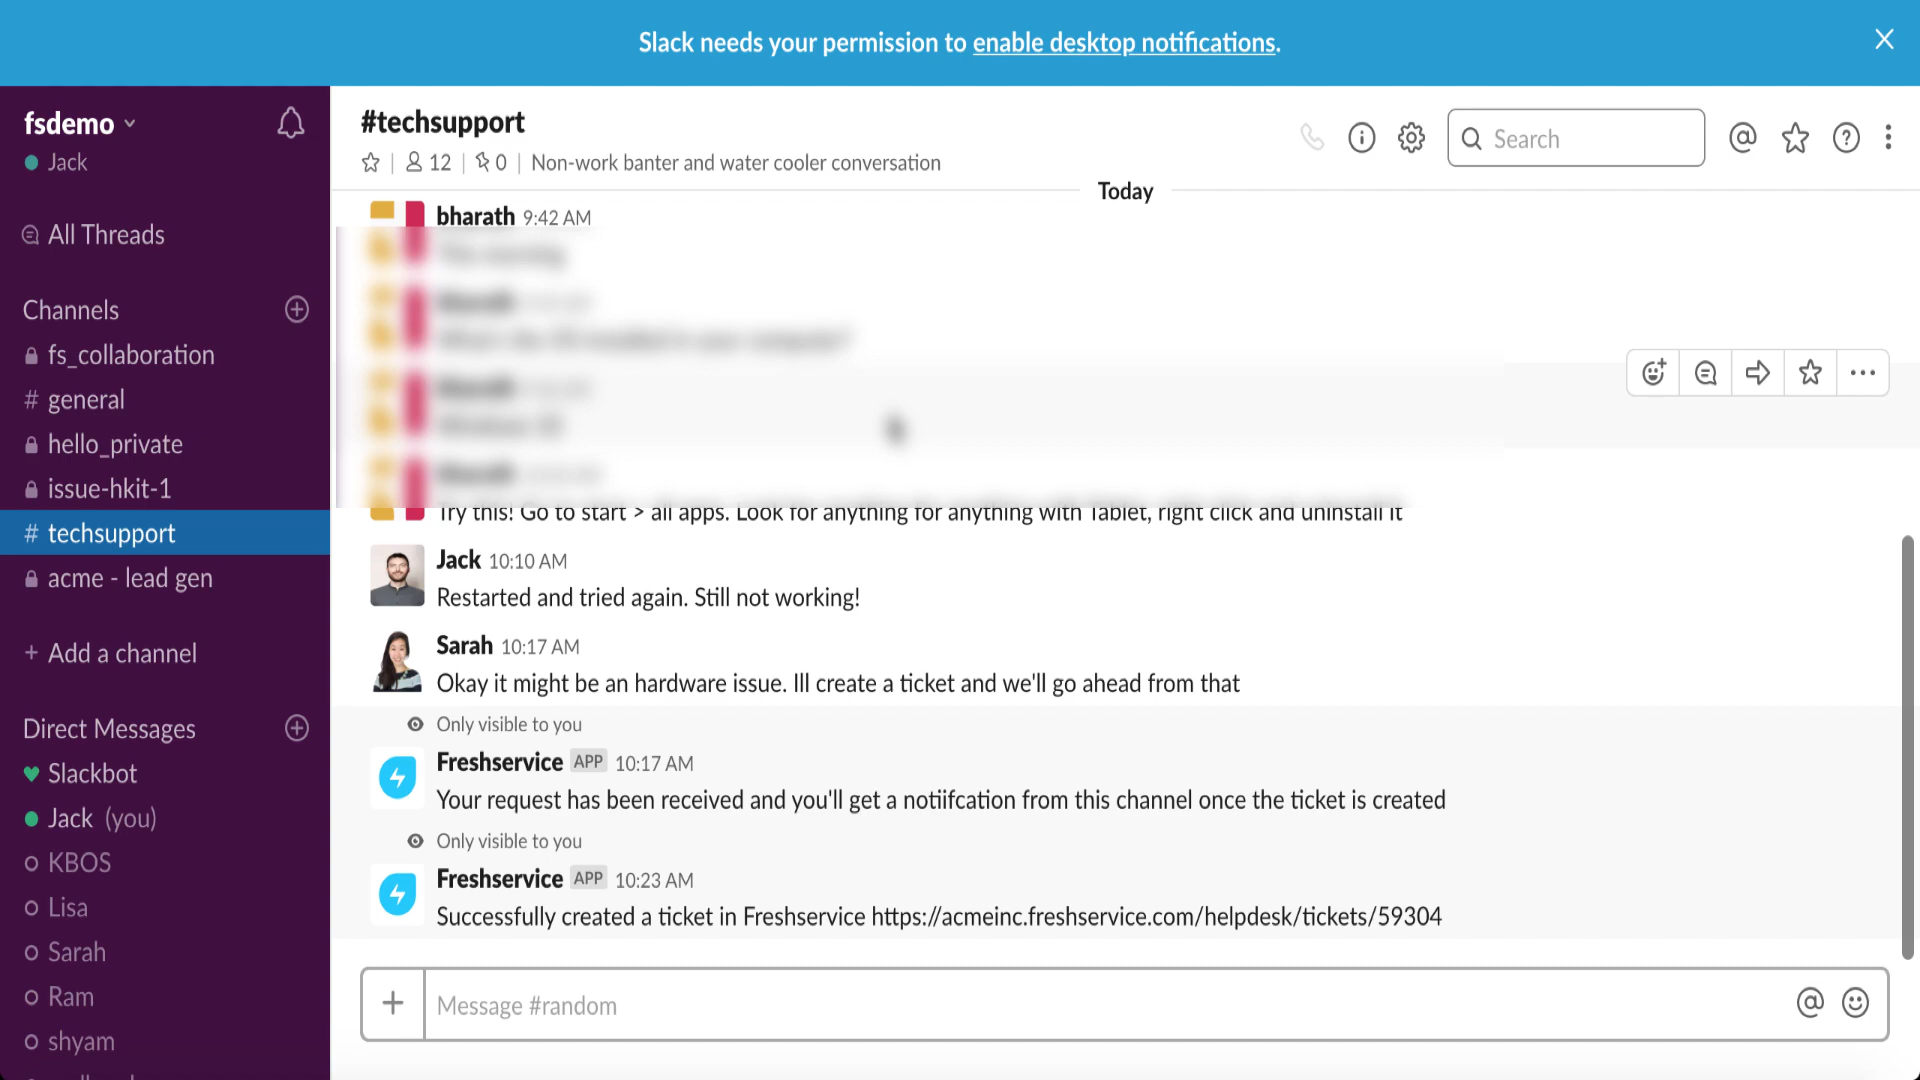 Slack needs your permission to enable desktop notifications.
fsdemo
Jack
All Threads
Channels
fs_collaboration
# general
hello_private
issue-hkit-1
# techsupport
acme - lead gen
+ Add a channel
Direct Messages
Slackbot
Jack (you)
KBOS
Lisa
Sarah
Ram
shyam
#techsupport
12 | 0 | Non-work banter and water cooler conversation
Search
Today
bharath 9:42 AM
Try this! Go to start > all apps. Look for anything for anything with Tablet, right click and uninstall it
Jack 10:10 AM
Restarted and tried again. Still not working!
Sarah 10:17 AM
Okay it might be an hardware issue. Ill create a ticket and we'll go ahead from that
Only visible to you
Freshservice APP 10:17 AM
Your request has been received and you'll get a notiifcation from this channel once the ticket is created
Only visible to you
Freshservice APP 10:23 AM
Successfully created a ticket in Freshservice https://acmeinc.freshservice.com/helpdesk/tickets/59304
Message #random